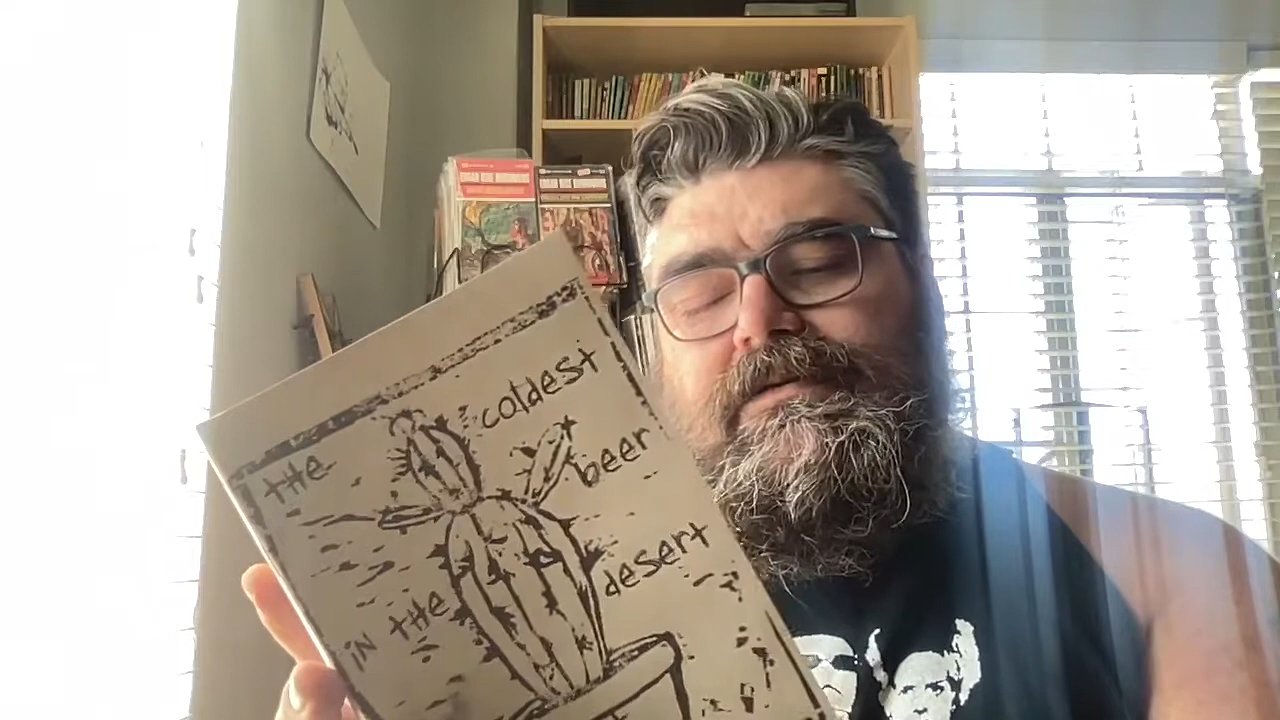 the
coldest
beer
in the
desert